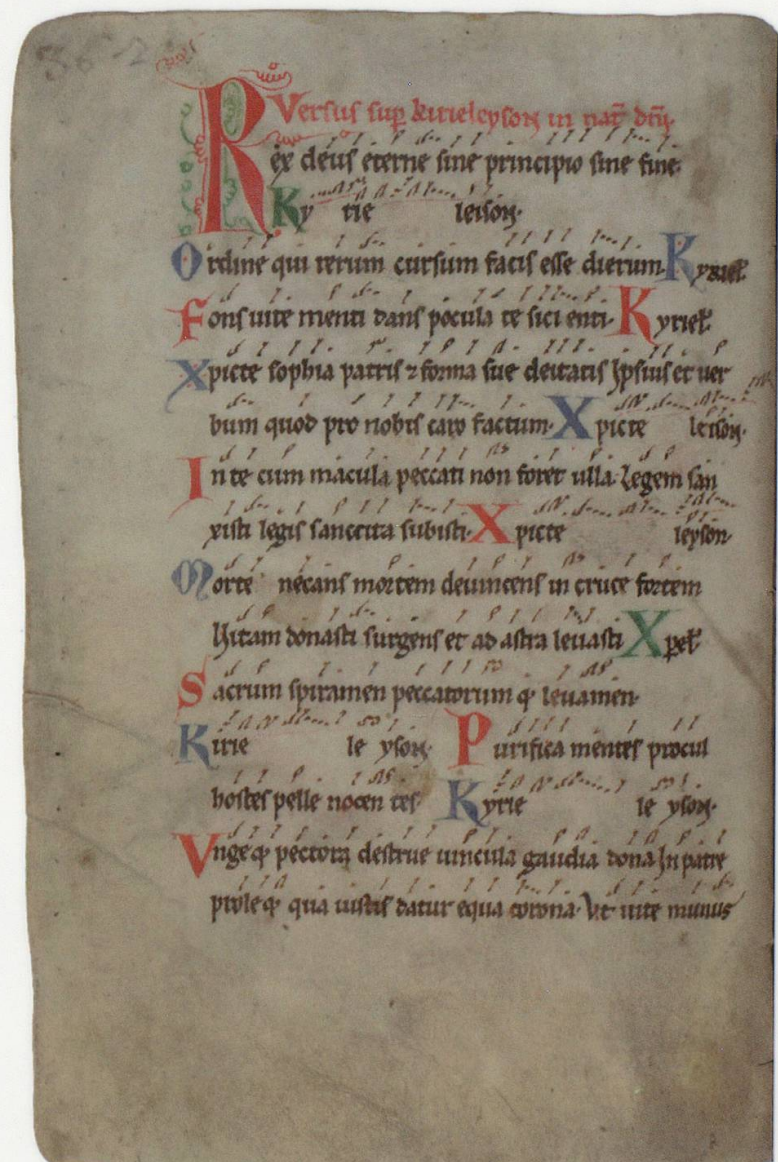 Versus sup kirieleyson in nat dni.
Rex deus eterne sine principio sine fine.
Ky rie leison.
Ordine qui rerum cursum facis esse dierum. Kyriel.
Fons uite menti dans pocula te sici enti. Kyriel.
Xpicte sophia patris ⁊ forma sue deitatis Ipsius et uer
bum quod pro nobis caro factum. Xpicte leison.
In te cum macula peccati non foret ulla. Legem san
xisti legis sanccita subisti. Xpicte leyson.
Morte necans mortem deuincens in cruce fortem
Uitam donasti surgens et ad astra leuasti Xpel.
Sacrum spiramen peccatorum q leuamen.
Kirie le yson. Purifica mentes procul
hostes pelle nocen tes. Kyrie le yson.
Vnge q pectora destrue uincula gaudia dona In patre
prole q qua iustis datur equa corona. Vt uite munus